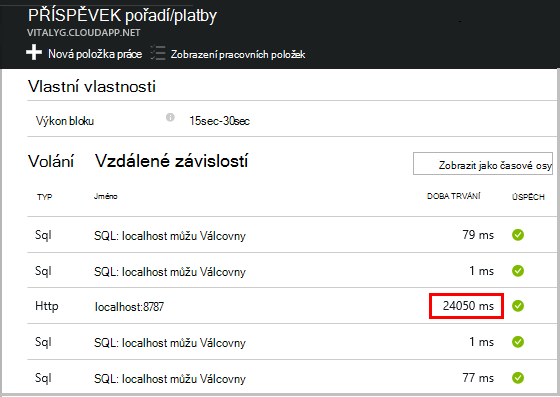 PŘÍSPĚVEK pořadí/platby
VITALYG.CLOUDAPP.NET
Nová položka práce Zobrazení pracovních položek
Vlastní vlastnosti
Výkon bloku 15sec-30sec
Volání Vzdálené závislostí Zobrazit jako časové osy
TYP Jméno DOBA TRVÁNÍ ÚSPĚCH
Sql SQL: localhost můžu Válcovny 79 ms
Sql SQL: localhost můžu Válcovny 1 ms
Http localhost:8787 24050 ms
Sql SQL: localhost můžu Válcovny 1 ms
Sql SQL: localhost můžu Válcovny 77 ms